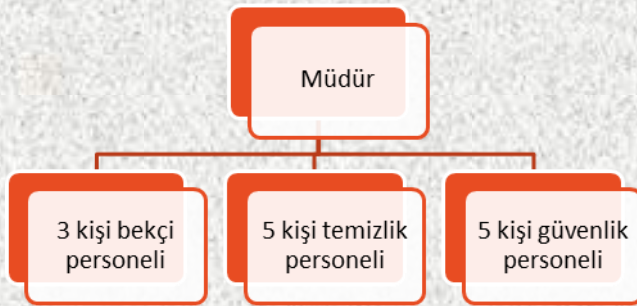 Müdür
3 kişi bekçi
personeli
5 kişi temizlik
personeli
5 kişi güvenlik
personeli